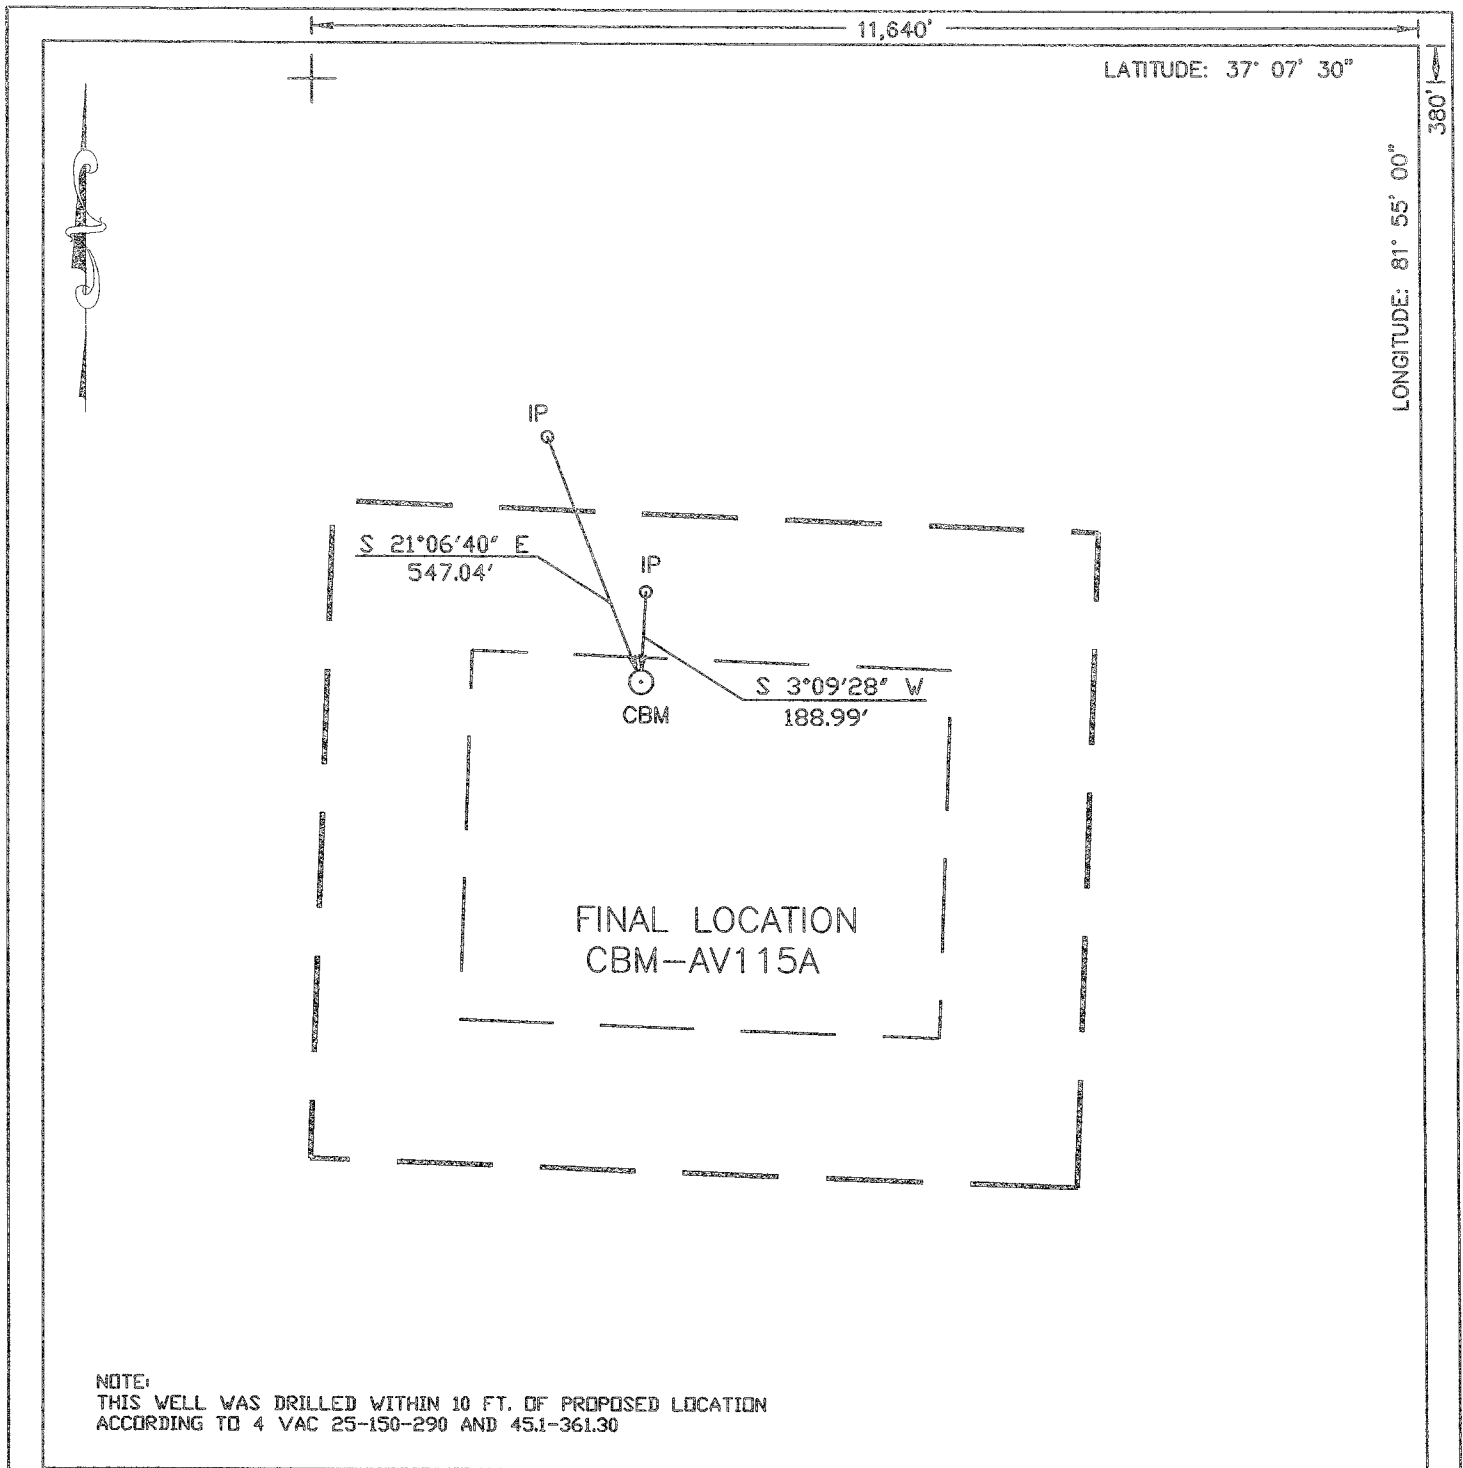 11,640'
LATITUDE: 37° 07' 30"
380'
LONGITUDE: 81° 55' 00"
IP
S 21°06'40" E
547.04'
IP
S 3°09'28" W
188.99'
CBM
FINAL LOCATION
CBM-AV115A
NOTE:
THIS WELL WAS DRILLED WITHIN 10 FT. OF PROPOSED LOCATION
ACCORDING TO 4 VAC 25-150-290 AND 45.1-361.30